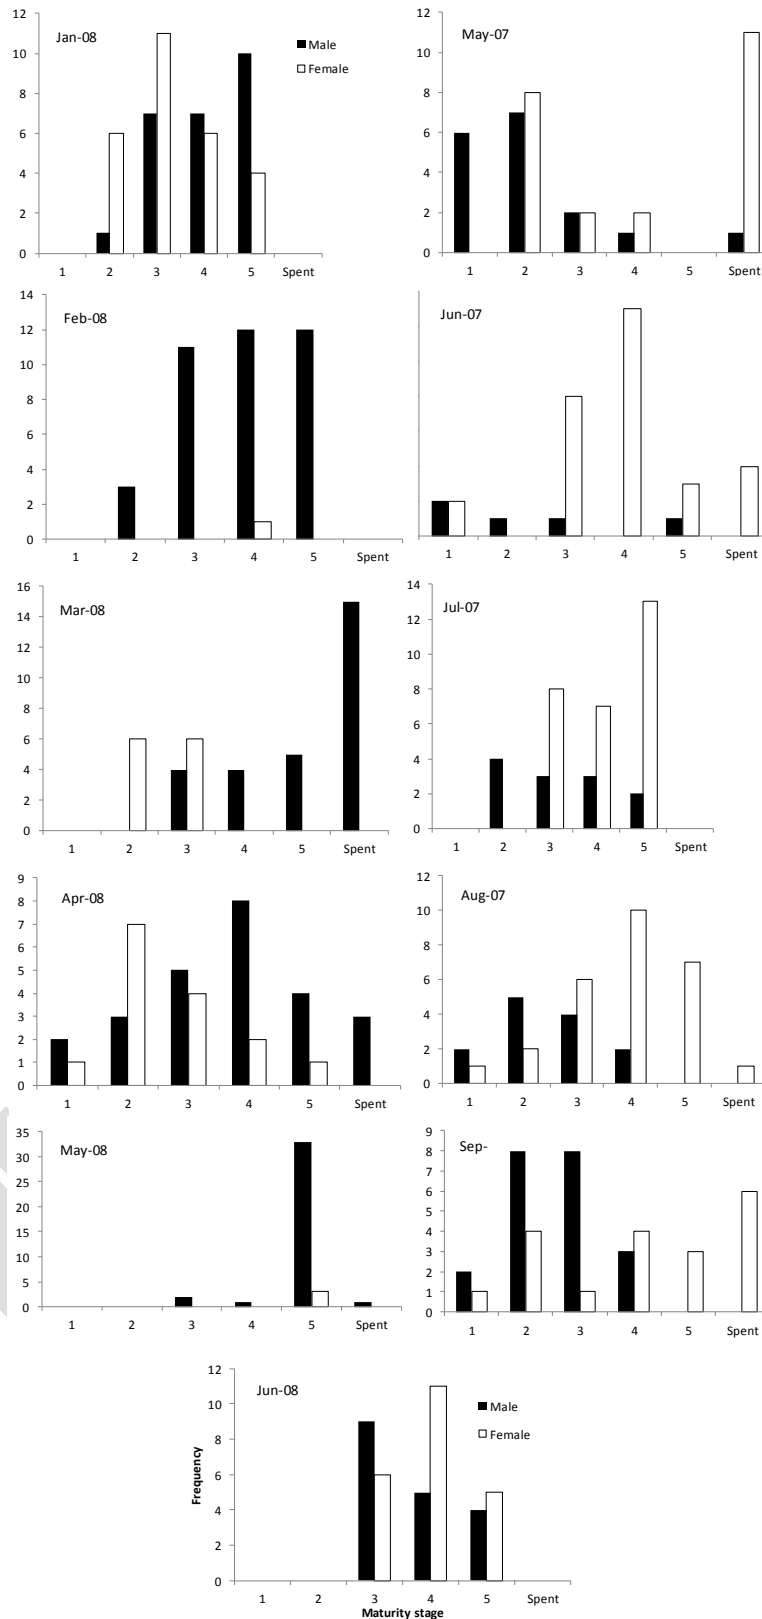 Jan-08
Male
Female
12
10
8
6
4
2
0
1 2 3 4 5 Spent
May-07
12
10
8
6
4
2
0
1 2 3 4 5 Spent
Feb-08
14
12
10
8
6
4
2
0
1 2 3 4 5 Spent
Jun-07
1 2 3 4 5 Spent
Mar-08
16
14
12
10
8
6
4
2
0
1 2 3 4 5 Spent
Jul-07
14
12
10
8
6
4
2
0
1 2 3 4 5 Spent
Apr-08
9
8
7
6
5
4
3
2
1
0
1 2 3 4 5 Spent
Aug-07
12
10
8
6
4
2
0
1 2 3 4 5 Spent
May-08
35
30
25
20
15
10
5
0
1 2 3 4 5 Spent
Sep-
9
8
7
6
5
4
3
2
1
0
1 2 3 4 5 Spent
Jun-08
Male
Female
Frequency
12
10
8
6
4
2
0
1 2 3 4 5 Spent
Maturity stage